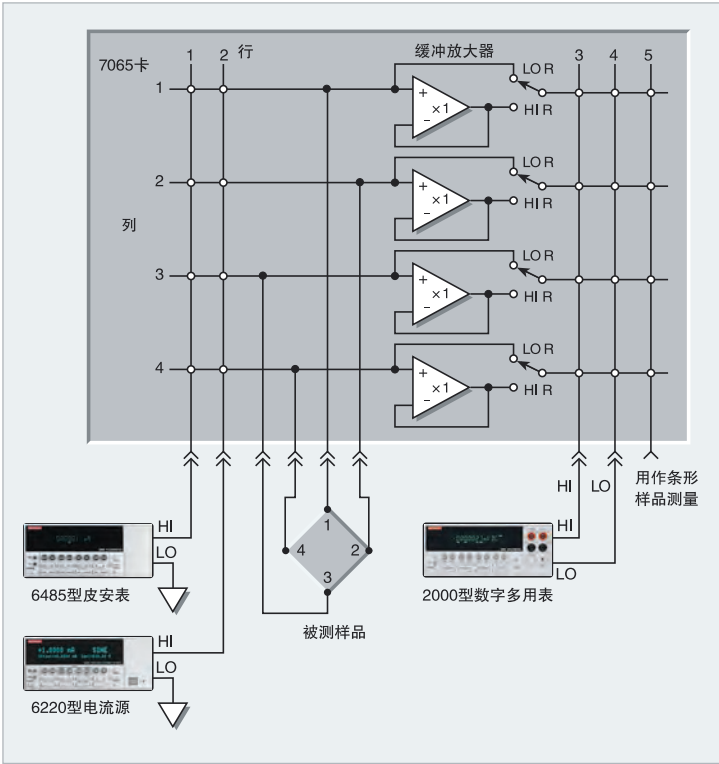 7065卡
1 2 行
缓冲放大器
3 4 5
1
+
×1
−
LO R
HI R
2
+
×1
−
LO R
HI R
列
3
+
×1
−
LO R
HI R
4
+
×1
−
LO R
HI R
HI LO
用作条形
样品测量
HI
LO
6485型皮安表
1
4 2
3
被测样品
HI
LO
2000型数字多用表
HI
LO
6220型电流源